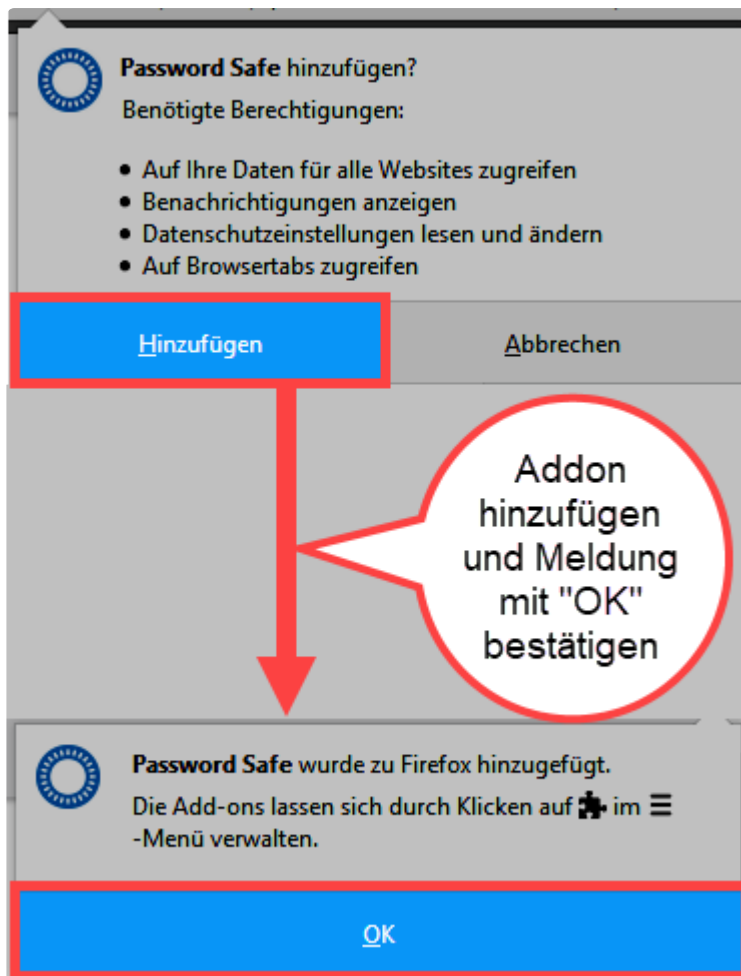 Password Safe hinzufügen?
Benötigte Berechtigungen:
• Auf Ihre Daten für alle Websites zugreifen
• Benachrichtigungen anzeigen
• Datenschutzeinstellungen lesen und ändern
• Auf Browsertabs zugreifen
Hinzufügen
Abbrechen
Addon
hinzufügen
und Meldung
mit "OK"
bestätigen
Password Safe wurde zu Firefox hinzugefügt.
Die Add-ons lassen sich durch Klicken auf im ☰
-Menü verwalten.
OK